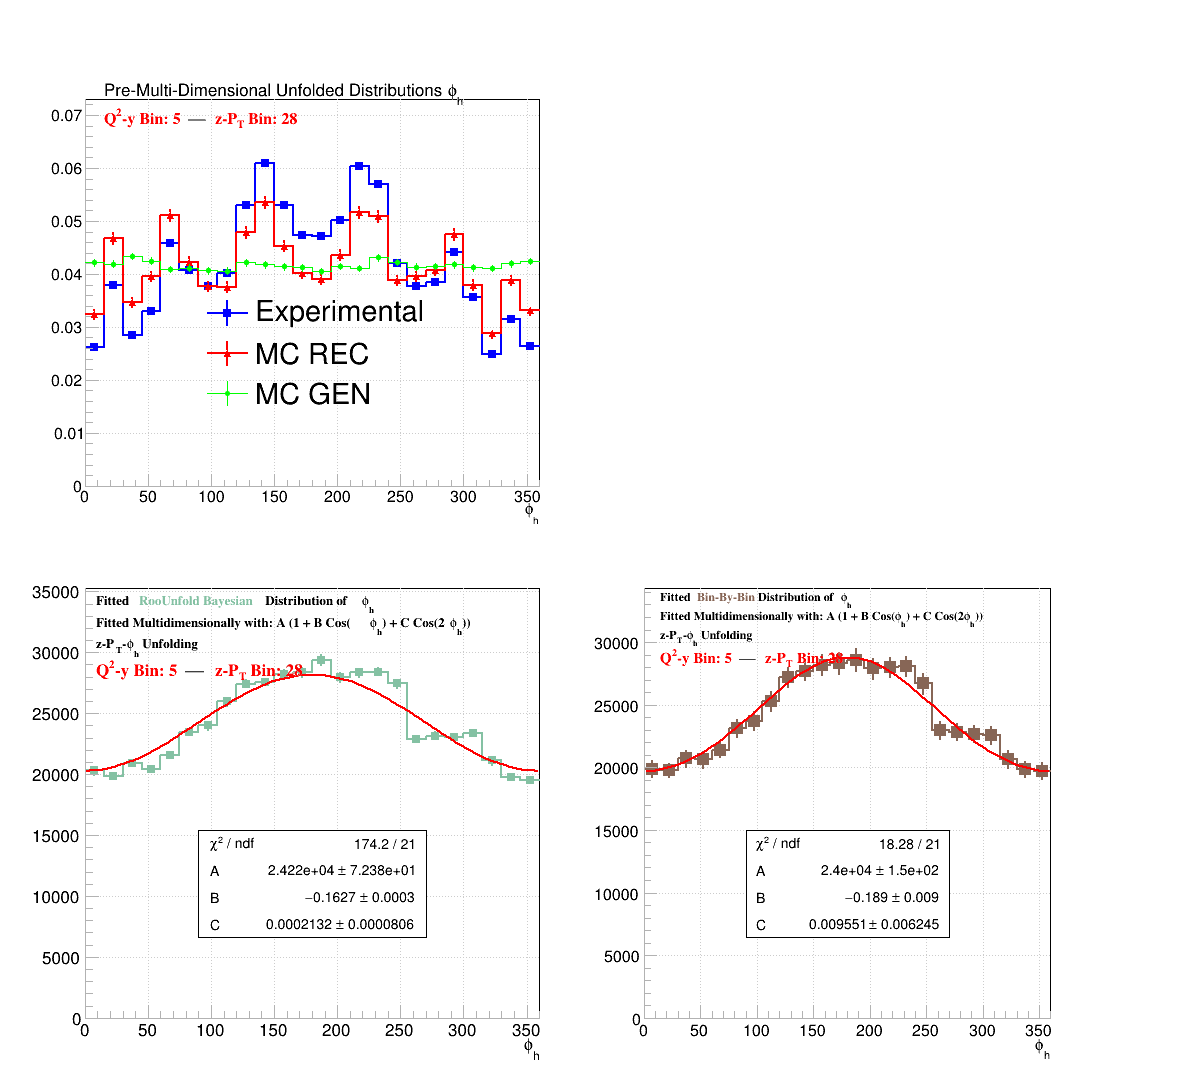 Pre-Multi-Dimensional Unfolded Distributions ϕh
Q²-y Bin: 5 — z-PT Bin: 28
0.07
0.06
0.05
0.04
0.03
0.02
0.01
0
Experimental
MC REC
MC GEN
0 50 100 150 200 250 300 350
ϕh
Fitted RooUnfold Bayesian Distribution of ϕh
Fitted Multidimensionally with: A (1 + B Cos( ϕh) + C Cos(2 ϕh))
z-PT-ϕh Unfolding
Q²-y Bin: 5 — z-PT Bin: 28
35000
30000
25000
20000
15000
10000
5000
0
χ² / ndf 174.2 / 21
A 2.422e+04 ± 7.238e+01
B −0.1627 ± 0.0003
C 0.0002132 ± 0.0000806
0 50 100 150 200 250 300 350
ϕh
Fitted Bin-By-Bin Distribution of ϕh
Fitted Multidimensionally with: A (1 + B Cos(ϕh) + C Cos(2ϕh))
z-PT-ϕh Unfolding
Q²-y Bin: 5 — z-PT Bin: 28
30000
25000
20000
15000
10000
5000
0
χ² / ndf 18.28 / 21
A 2.4e+04 ± 1.5e+02
B −0.189 ± 0.009
C 0.009551 ± 0.006245
0 50 100 150 200 250 300 350
ϕh